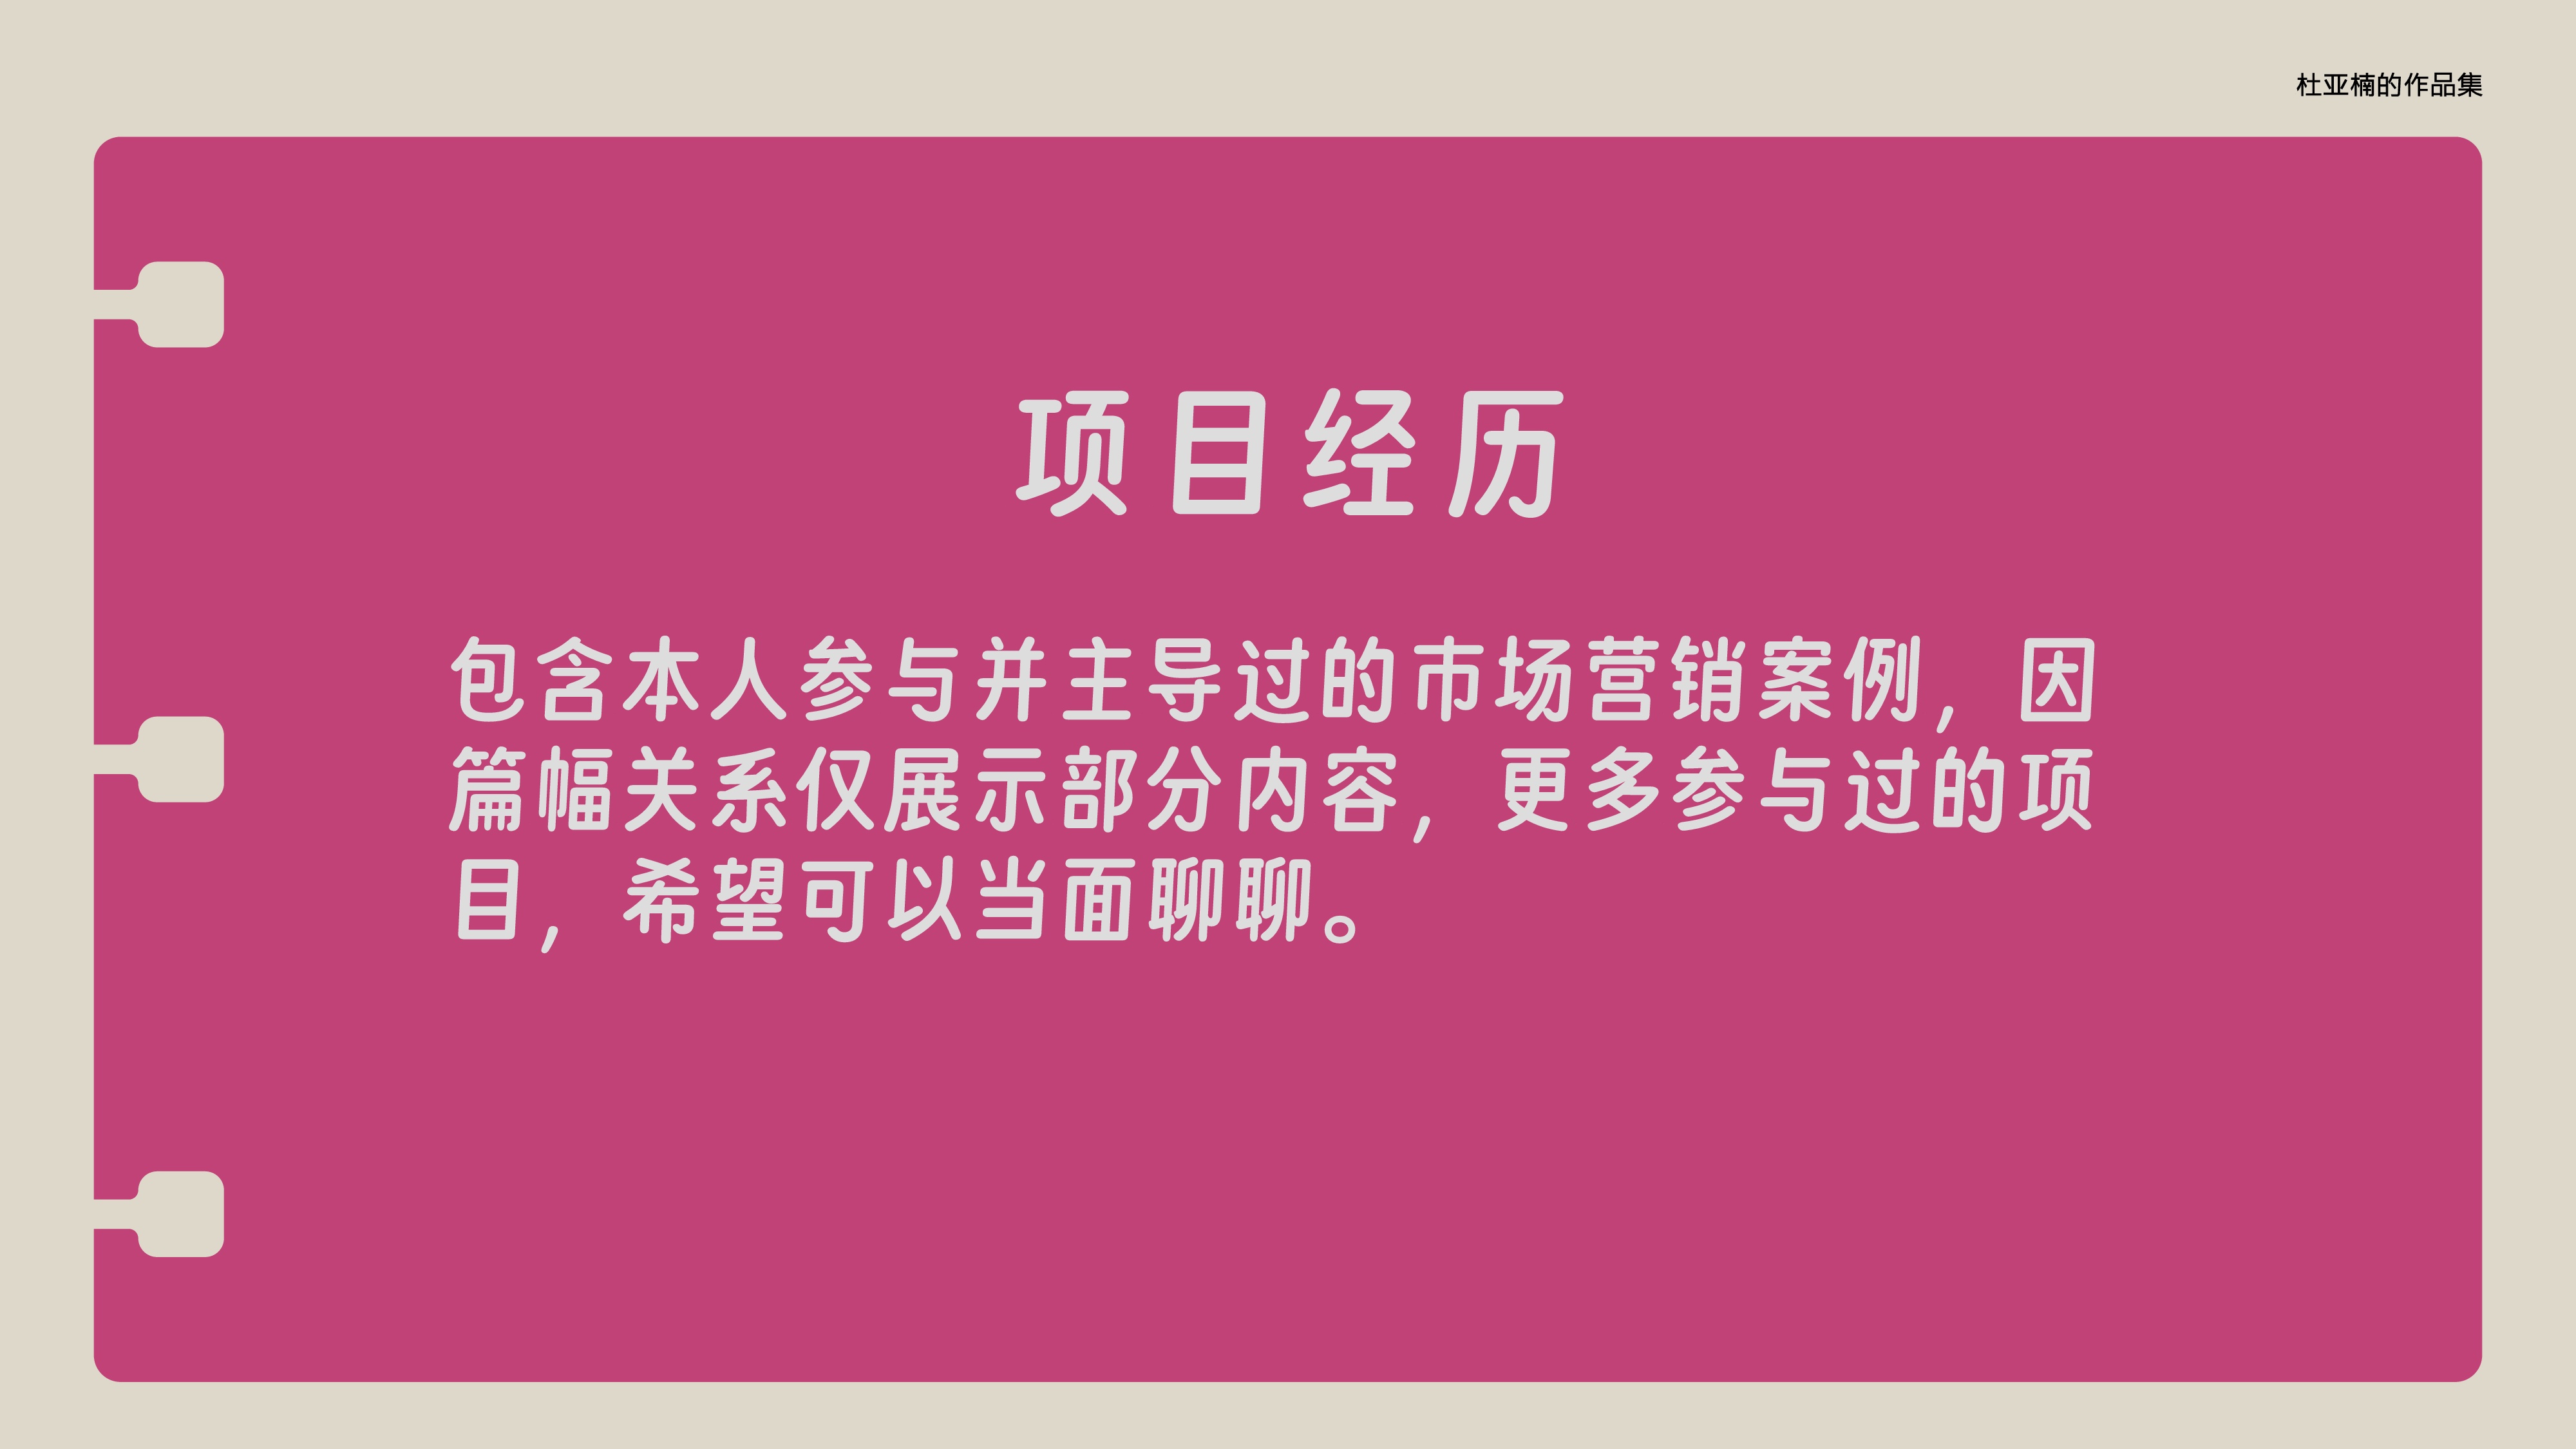 杜亚楠的作品集
项目经历
包含本人参与并主导过的市场营销案例，因
篇幅关系仅展示部分内容，更多参与过的项
目，希望可以当面聊聊。